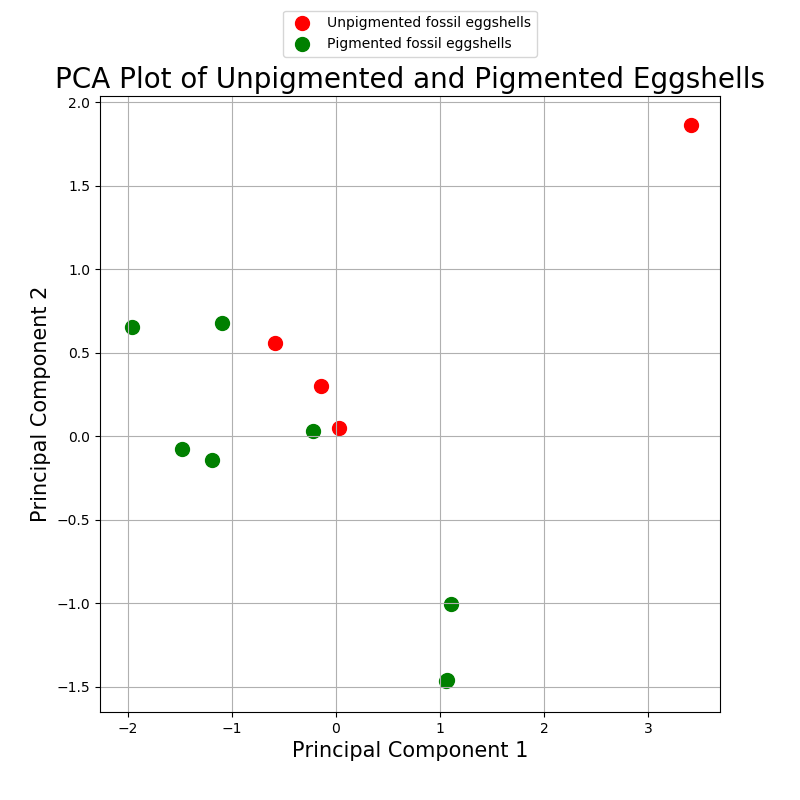 Unpigmented fossil eggshells
Pigmented fossil eggshells
PCA Plot of Unpigmented and Pigmented Eggshells
2.0
1.5
1.0
0.5
0.0
−0.5
−1.0
−1.5
Principal Component 2
−2 −1 0 1 2 3
Principal Component 1